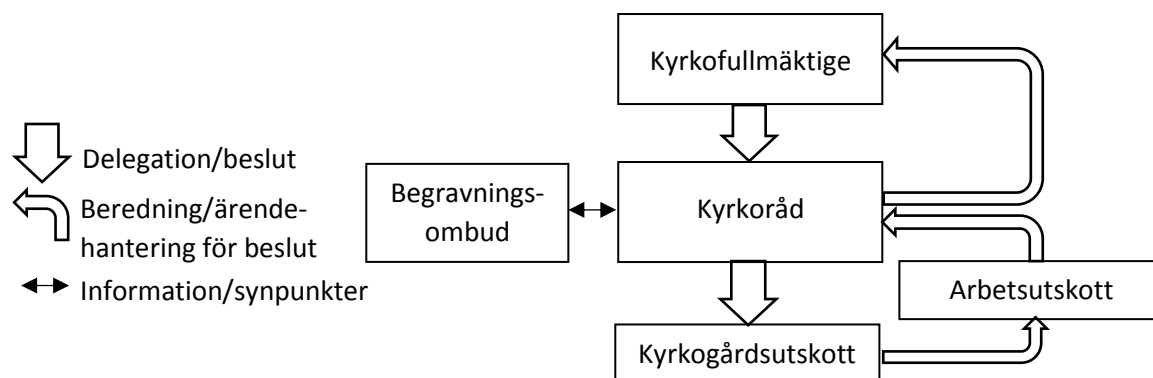 Kyrkofullmäktige
Delegation/beslut
Beredning/ärende-
hantering för beslut
Information/synpunkter
Begravnings-
ombud
Kyrkoråd
Arbetsutskott
Kyrkogårdsutskott